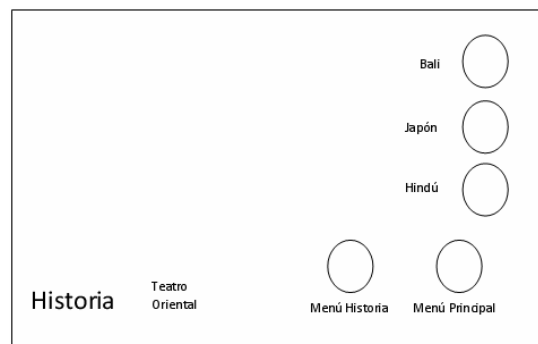 Bali
Japón
Hindú
Historia
Teatro
Oriental
Menú Historia
Menú Principal